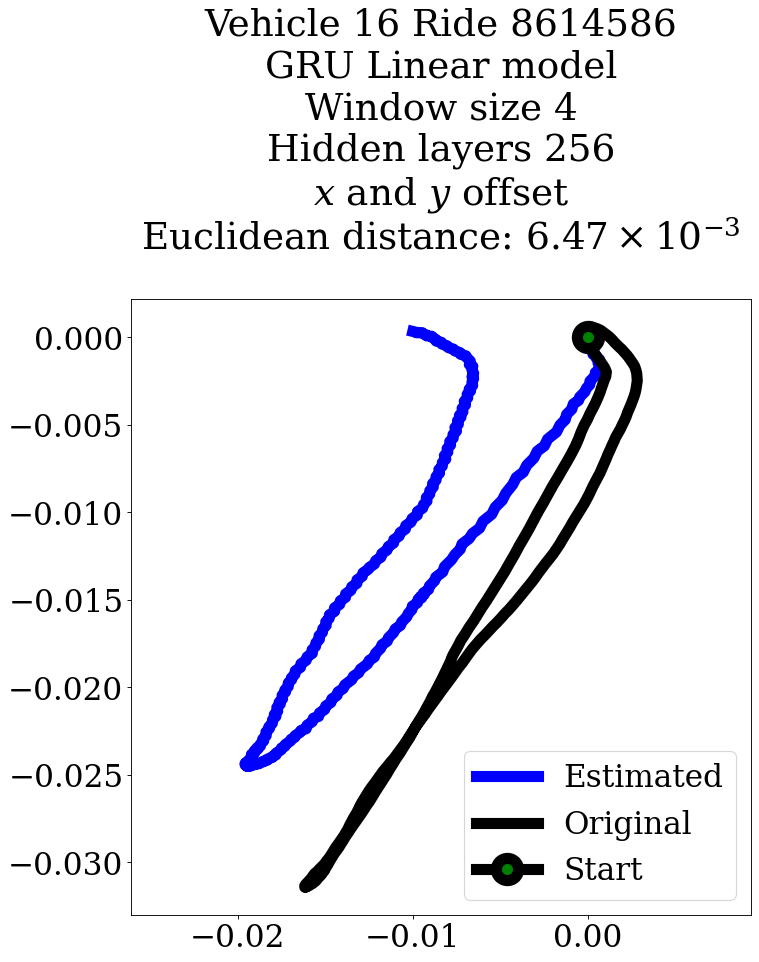 Vehicle 16 Ride 8614586
GRU Linear model
Window size 4
Hidden layers 256
x and y offset
Euclidean distance: 6.47 × 10⁻³
0.000
−0.005
−0.010
−0.015
−0.020
−0.025
−0.030
Estimated
Original
Start
−0.02 −0.01 0.00